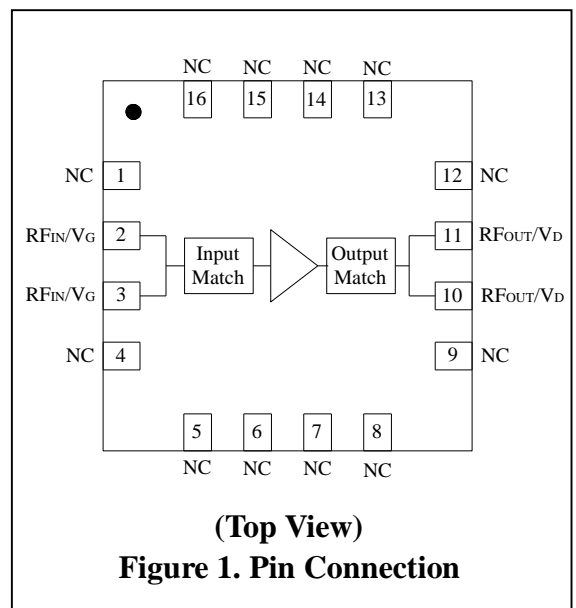 NC NC NC NC
16 15 14 13
NC 1 12 NC
RFIN/VG 2 11 RFOUT/VD
Input Output
Match Match
RFIN/VG 3 10 RFOUT/VD
NC 4 9 NC
5 6 7 8
NC NC NC NC
(Top View)
Figure 1. Pin Connection